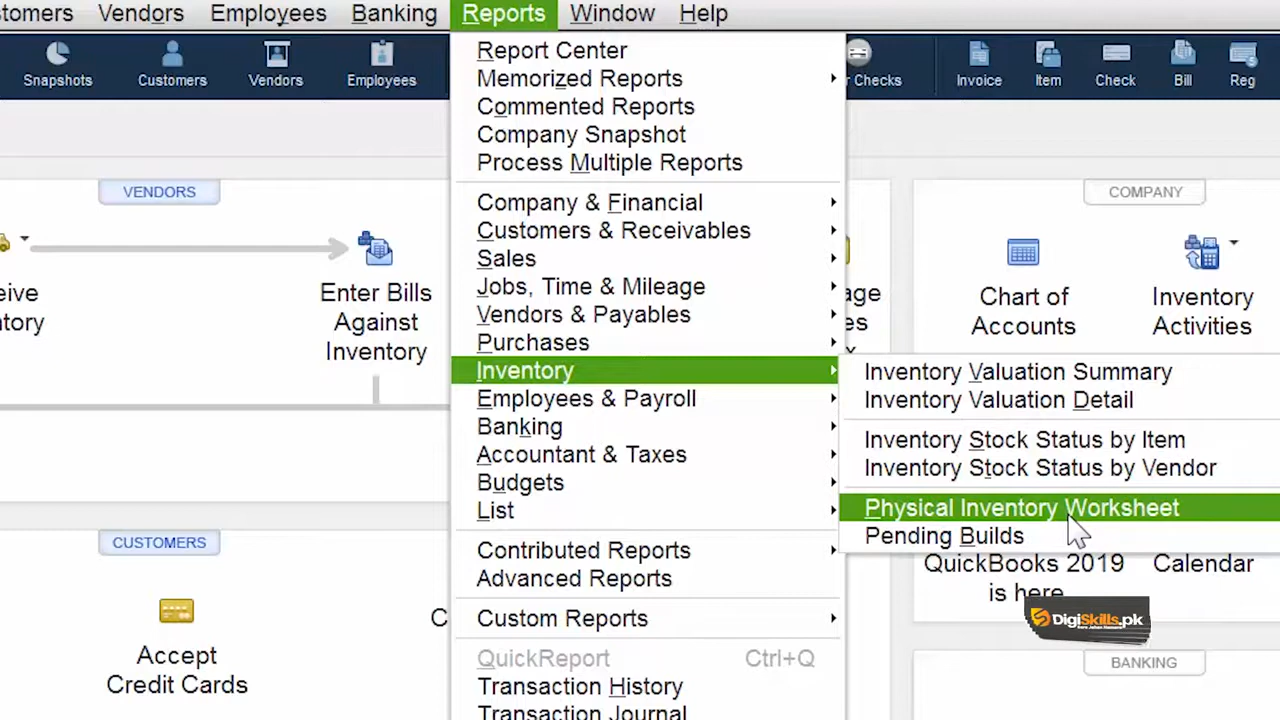 stomers Vendors Employees Banking Reports Window Help
Snapshots Customers Vendors Employees r Checks Invoice Item Check Bill Reg
Report Center
Memorized Reports
Commented Reports
Company Snapshot
Process Multiple Reports
Company & Financial
Customers & Receivables
Sales
Jobs, Time & Mileage
Vendors & Payables
Purchases
Inventory
Employees & Payroll
Banking
Accountant & Taxes
Budgets
List
Contributed Reports
Advanced Reports
Custom Reports
QuickReport Ctrl+Q
Transaction History
Transaction Journal
Inventory Valuation Summary
Inventory Valuation Detail
Inventory Stock Status by Item
Inventory Stock Status by Vendor
Physical Inventory Worksheet
Pending Builds
VENDORS
eive
tory
Enter Bills
Against
Inventory
CUSTOMERS
Accept
Credit Cards
C
age
es
COMPANY
Chart of
Accounts
Inventory
Activities
QuickBooks 2019
is here
Calendar
DigiSkills.pk
BANKING